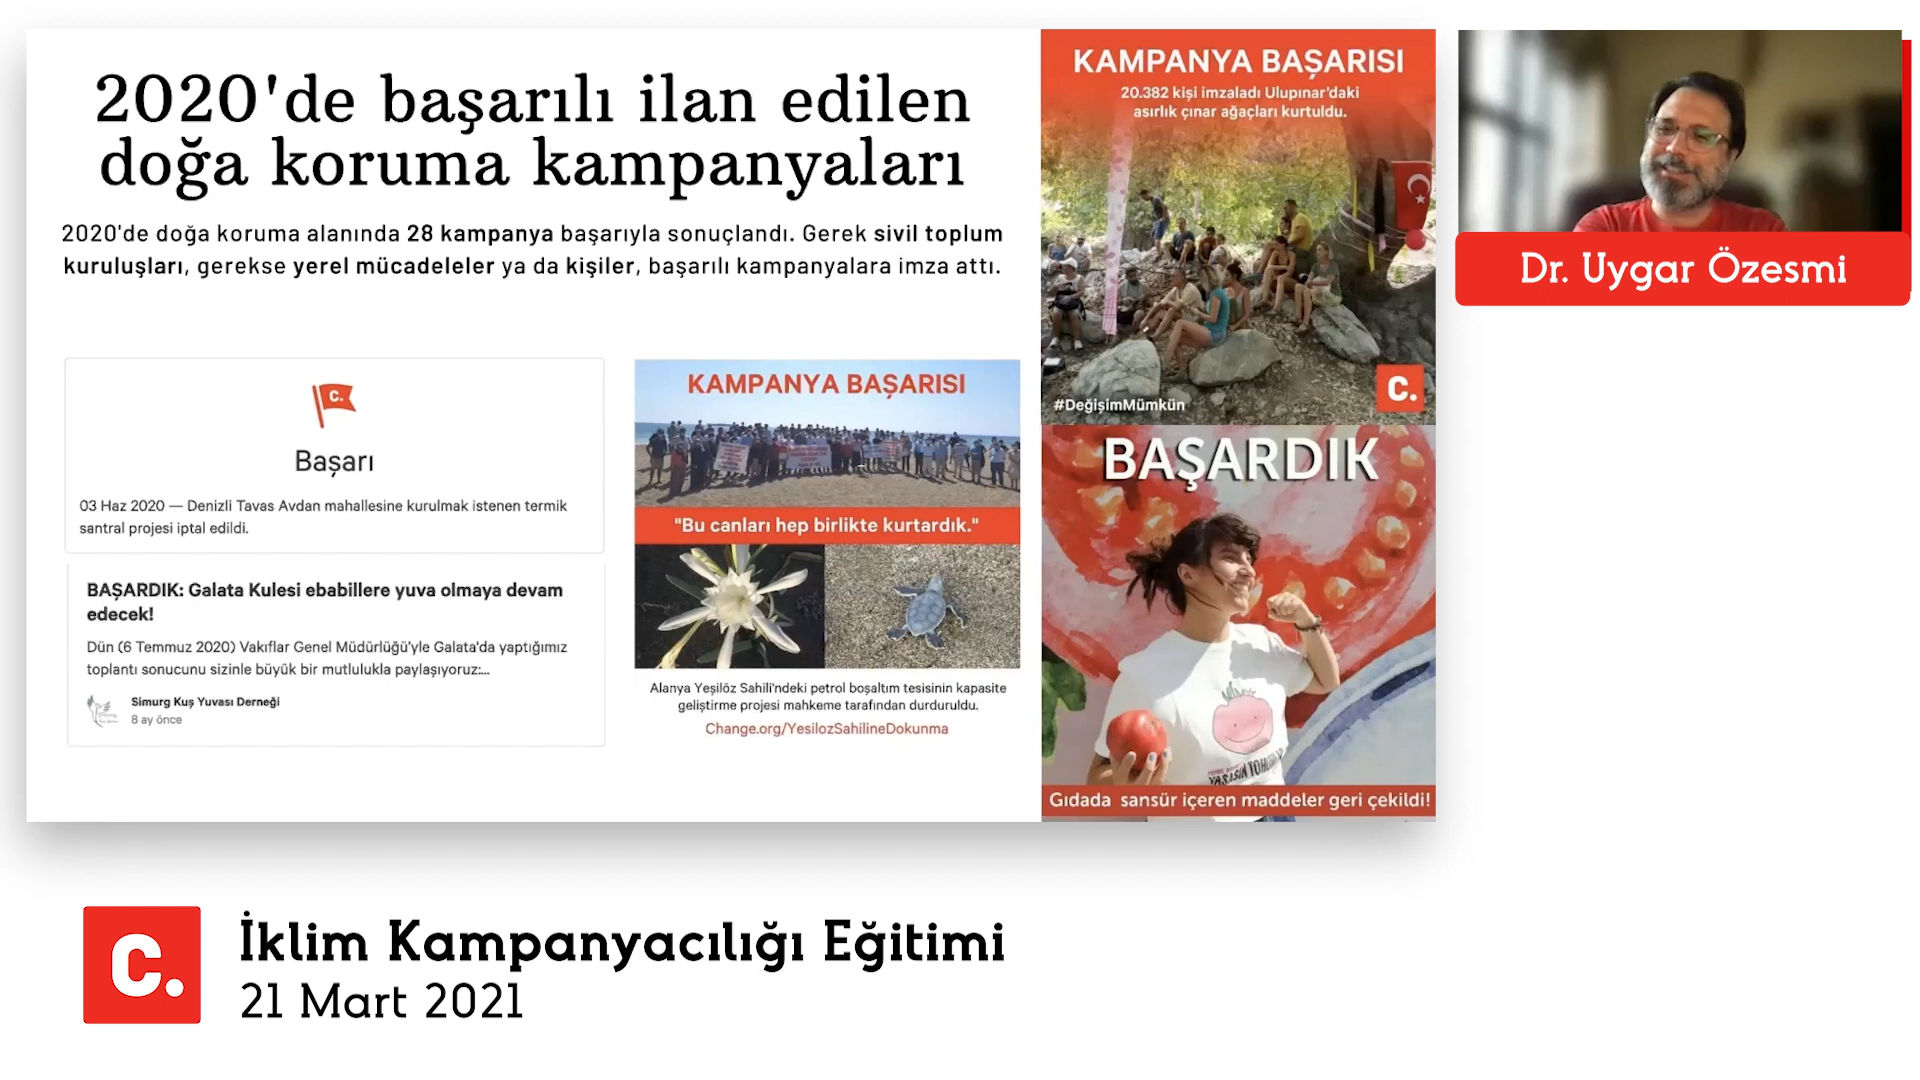 2020'de başarılı ilan edilen
doğa koruma kampanyaları
2020'de doğa koruma alanında 28 kampanya başarıyla sonuçlandı. Gerek sivil toplum
kuruluşları, gerekse yerel mücadeleler ya da kişiler, başarılı kampanyalara imza attı.
C.
Başarı
03 Haz 2020 — Denizli Tavas Avdan mahallesine kurulmak istenen termik
santral projesi iptal edildi.
BAŞARDIK: Galata Kulesi ebabillere yuva olmaya devam
edecek!
Dün (6 Temmuz 2020) Vakıflar Genel Müdürlüğü'yle Galata'da yaptığımız
toplantı sonucunu sizinle büyük bir mutlulukla paylaşıyoruz:...
Simurg Kuş Yuvası Derneği
8 ay önce
KAMPANYA BAŞARISI
"Bu canları hep birlikte kurtardık."
Alanya Yeşilöz Sahili'ndeki petrol boşaltım tesisinin kapasite
geliştirme projesi mahkeme tarafından durduruldu.
Change.org/YesilozSahilineDokunma
KAMPANYA BAŞARISI
20.382 kişi imzaladı Ulupınar'daki
asırlık çınar ağaçları kurtuldu.
#DeğişimMümkün
C.
BAŞARDIK
YAŞASIN
Gıdada sansür içeren maddeler geri çekildi!
Dr. Uygar Özesmi
C.
İklim Kampanyacılığı Eğitimi
21 Mart 2021